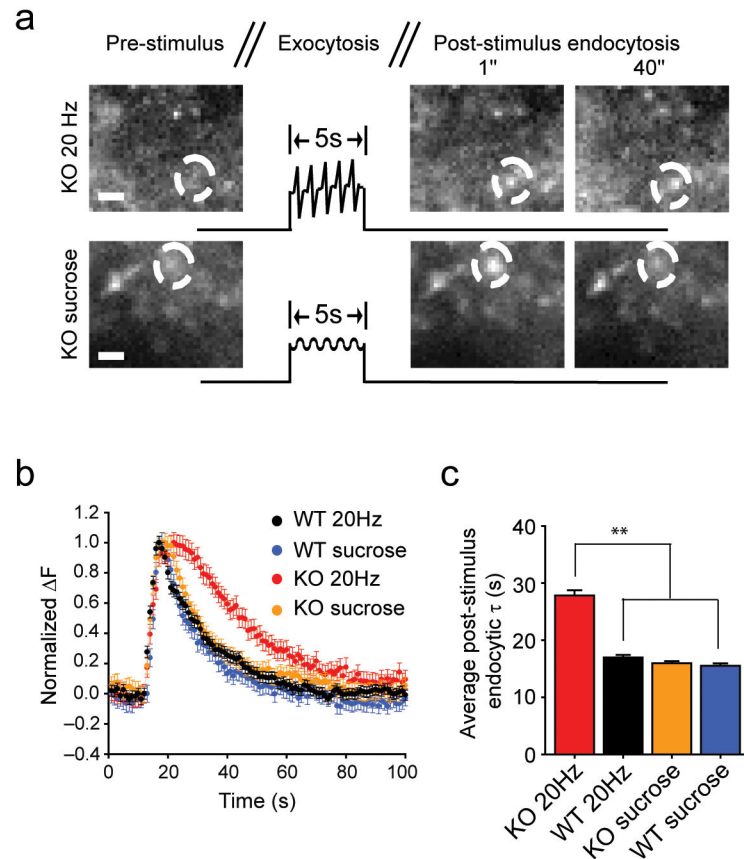 a
Pre-stimulus // Exocytosis // Post-stimulus endocytosis
1" 40"
KO 20 Hz
5s
KO sucrose
5s
b
Normalized ΔF
1.2
1.0
0.8
0.6
0.4
0.2
0.0
–0.2
–0.4
0 20 40 60 80 100
Time (s)
WT 20Hz
WT sucrose
KO 20Hz
KO sucrose
c
Average post-stimulus
endocytic τ (s)
40
30
20
10
0
**
KO 20Hz
WT 20Hz
KO sucrose
WT sucrose